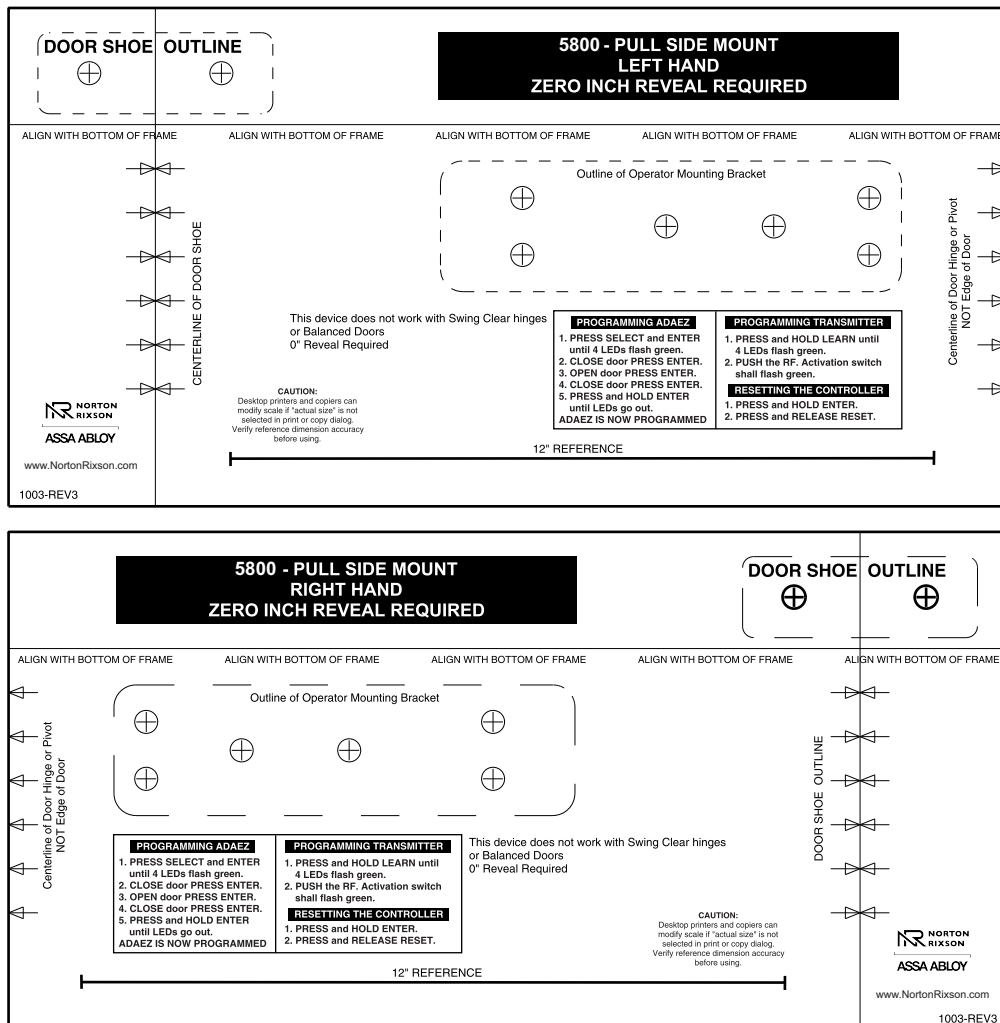 DOOR SHOE OUTLINE
5800 - PULL SIDE MOUNT
LEFT HAND
ZERO INCH REVEAL REQUIRED
ALIGN WITH BOTTOM OF FRAME ALIGN WITH BOTTOM OF FRAME ALIGN WITH BOTTOM OF FRAME ALIGN WITH BOTTOM OF FRAME ALIGN WITH BOTTOM OF FRAME
Outline of Operator Mounting Bracket
CENTERLINE OF DOOR SHOE
Centerline of Door Hinge or Pivot
NOT Edge of Door
This device does not work with Swing Clear hinges
or Balanced Doors
0" Reveal Required
PROGRAMMING ADAEZ
1. PRESS SELECT and ENTER
until 4 LEDs flash green.
2. CLOSE door PRESS ENTER.
3. OPEN door PRESS ENTER.
4. CLOSE door PRESS ENTER.
5. PRESS and HOLD ENTER
until LEDs go out.
ADAEZ IS NOW PROGRAMMED
PROGRAMMING TRANSMITTER
1. PRESS and HOLD LEARN until
4 LEDs flash green.
2. PUSH the RF. Activation switch
shall flash green.
RESETTING THE CONTROLLER
1. PRESS and HOLD ENTER.
2. PRESS and RELEASE RESET.
CAUTION:
Desktop printers and copiers can
modify scale if "actual size" is not
selected in print or copy dialog.
Verify reference dimension accuracy
before using.
NORTON
RIXSON
ASSA ABLOY
www.NortonRixson.com
12" REFERENCE
1003-REV3
5800 - PULL SIDE MOUNT
RIGHT HAND
ZERO INCH REVEAL REQUIRED
DOOR SHOE OUTLINE
ALIGN WITH BOTTOM OF FRAME ALIGN WITH BOTTOM OF FRAME ALIGN WITH BOTTOM OF FRAME ALIGN WITH BOTTOM OF FRAME ALIGN WITH BOTTOM OF FRAME
Outline of Operator Mounting Bracket
Centerline of Door Hinge or Pivot
NOT Edge of Door
DOOR SHOE OUTLINE
PROGRAMMING ADAEZ
1. PRESS SELECT and ENTER
until 4 LEDs flash green.
2. CLOSE door PRESS ENTER.
3. OPEN door PRESS ENTER.
4. CLOSE door PRESS ENTER.
5. PRESS and HOLD ENTER
until LEDs go out.
ADAEZ IS NOW PROGRAMMED
PROGRAMMING TRANSMITTER
1. PRESS and HOLD LEARN until
4 LEDs flash green.
2. PUSH the RF. Activation switch
shall flash green.
RESETTING THE CONTROLLER
1. PRESS and HOLD ENTER.
2. PRESS and RELEASE RESET.
This device does not work with Swing Clear hinges
or Balanced Doors
0" Reveal Required
CAUTION:
Desktop printers and copiers can
modify scale if "actual size" is not
selected in print or copy dialog.
Verify reference dimension accuracy
before using.
NORTON
RIXSON
ASSA ABLOY
www.NortonRixson.com
12" REFERENCE
1003-REV3